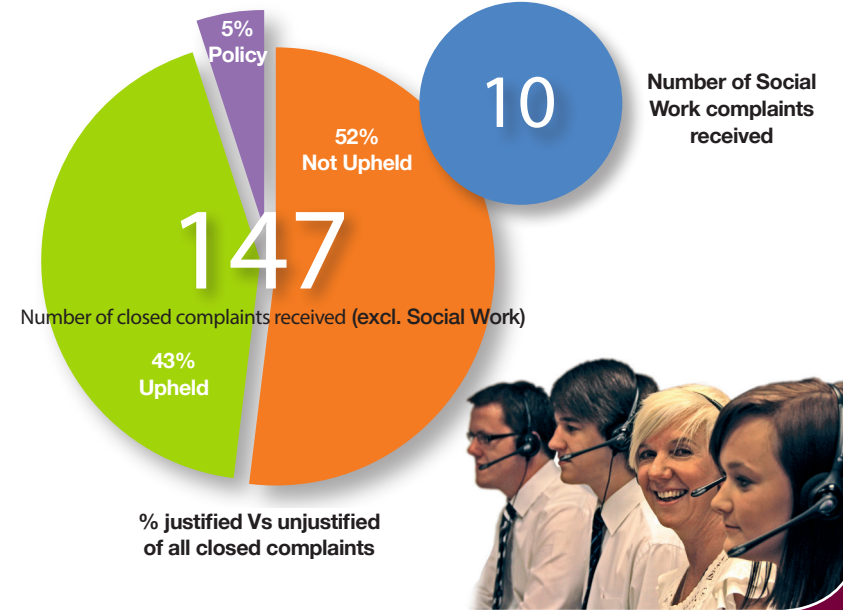 5%
Policy
52%
Not Upheld
10
Number of Social
Work complaints
received
147
Number of closed complaints received (excl. Social Work)
43%
Upheld
% justified Vs unjustified
of all closed complaints